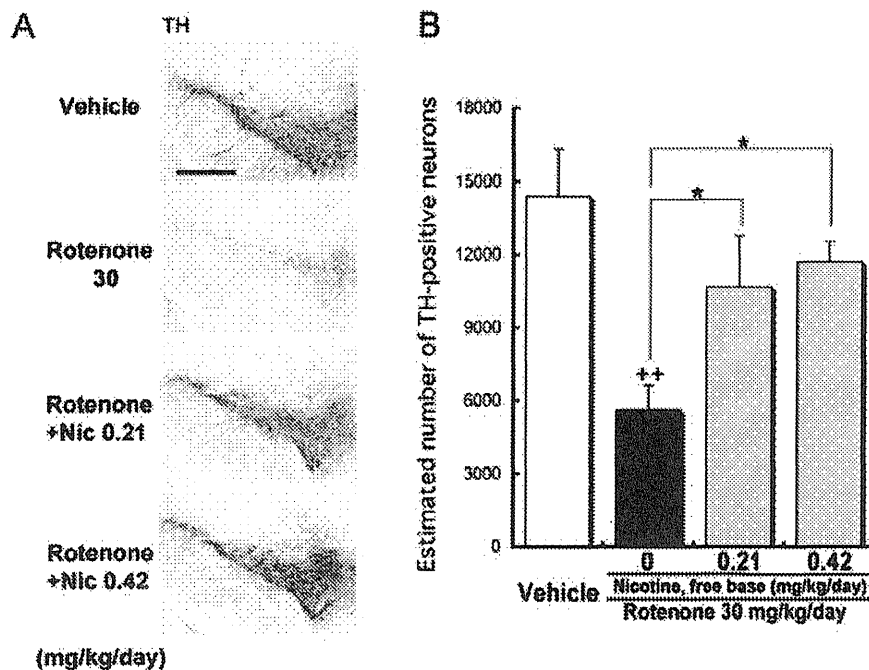 A
TH
Vehicle
Rotenone
30
Rotenone
+Nic 0.21
Rotenone
+Nic 0.42
(mg/kg/day)
B
Estimated number of TH-positive neurons
18000
15000
12000
9000
6000
3000
0
*
*
++
0
0.21
0.42
Vehicle
Nicotine, free base (mg/kg/day)
Rotenone 30 mg/kg/day